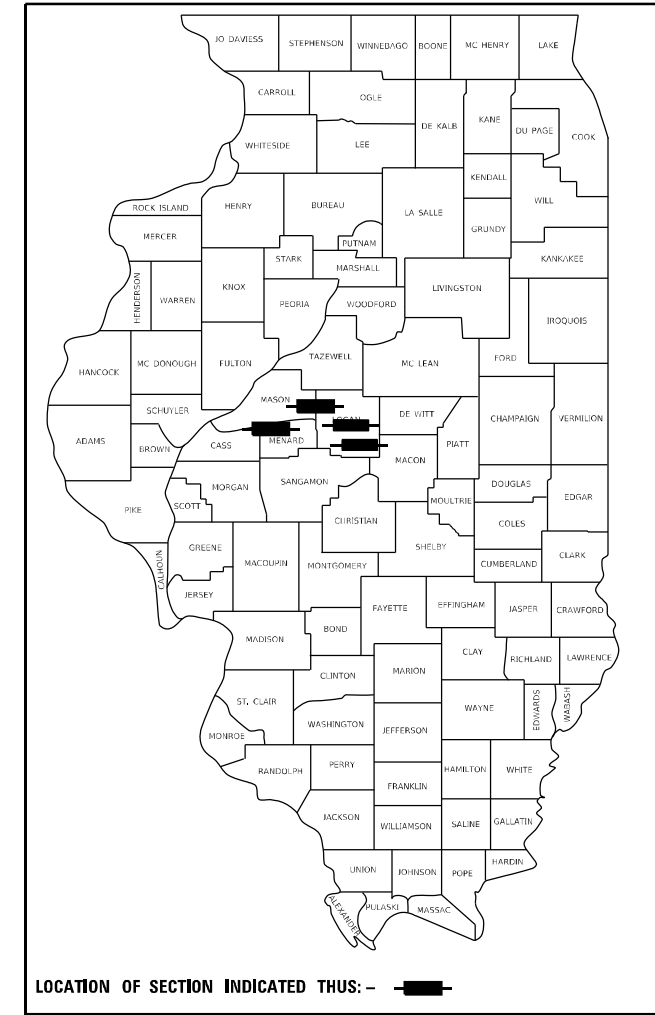 JO DAVIESS
STEPHENSON
WINNEBAGO
BOONE
MC HENRY
LAKE
CARROLL
OGLE
DE KALB
KANE
DU PAGE
COOK
WHITESIDE
LEE
KENDALL
WILL
ROCK ISLAND
HENRY
BUREAU
LA SALLE
GRUNDY
MERCER
PUTNAM
STARK
MARSHALL
KANKAKEE
HENDERSON
WARREN
KNOX
PEORIA
WOODFORD
LIVINGSTON
IROQUOIS
HANCOCK
MC DONOUGH
FULTON
TAZEWELL
MC LEAN
FORD
MASON
LOGAN
DE WITT
CHAMPAIGN
VERMILION
SCHUYLER
ADAMS
BROWN
CASS
MENARD
MACON
PIATT
PIKE
SCOTT
MORGAN
SANGAMON
CHRISTIAN
MOULTRIE
DOUGLAS
EDGAR
COLES
CALHOUN
GREENE
JERSEY
MACOUPIN
MONTGOMERY
SHELBY
CUMBERLAND
CLARK
FAYETTE
EFFINGHAM
JASPER
CRAWFORD
MADISON
BOND
CLAY
RICHLAND
LAWRENCE
CLINTON
MARION
ST. CLAIR
WAYNE
EDWARDS
WABASH
MONROE
WASHINGTON
JEFFERSON
RANDOLPH
PERRY
HAMILTON
WHITE
FRANKLIN
JACKSON
WILLIAMSON
SALINE
GALLATIN
UNION
JOHNSON
POPE
HARDIN
ALEXANDER
PULASKI
MASSAC
LOCATION OF SECTION INDICATED THUS: –